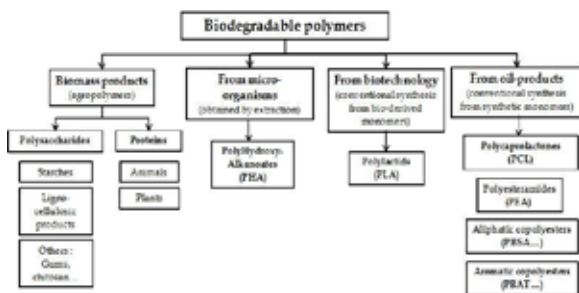 Biodegradable polymers
Biomass products
(agropolymers)
From micro-
organisms
(obtained by extraction)
From biotechnology
(conventional synthesis
from bio-derived
monomers)
From oil-products
(conventional synthesis
from synthetic monomers)
Polysaccharides
Proteins
Starches
Ligno-
cellulosic
products
Others :
Gums,
chitosan...
Animals
Plants
PolyHydroxy-
Alkanoates
(PHA)
Polylactide
(PLA)
Polycaprolactones
(PCL)
Polyesteramides
(PEA)
Aliphatic copolyesters
(PBSA...)
Aromatic copolyesters
(PBAT...)